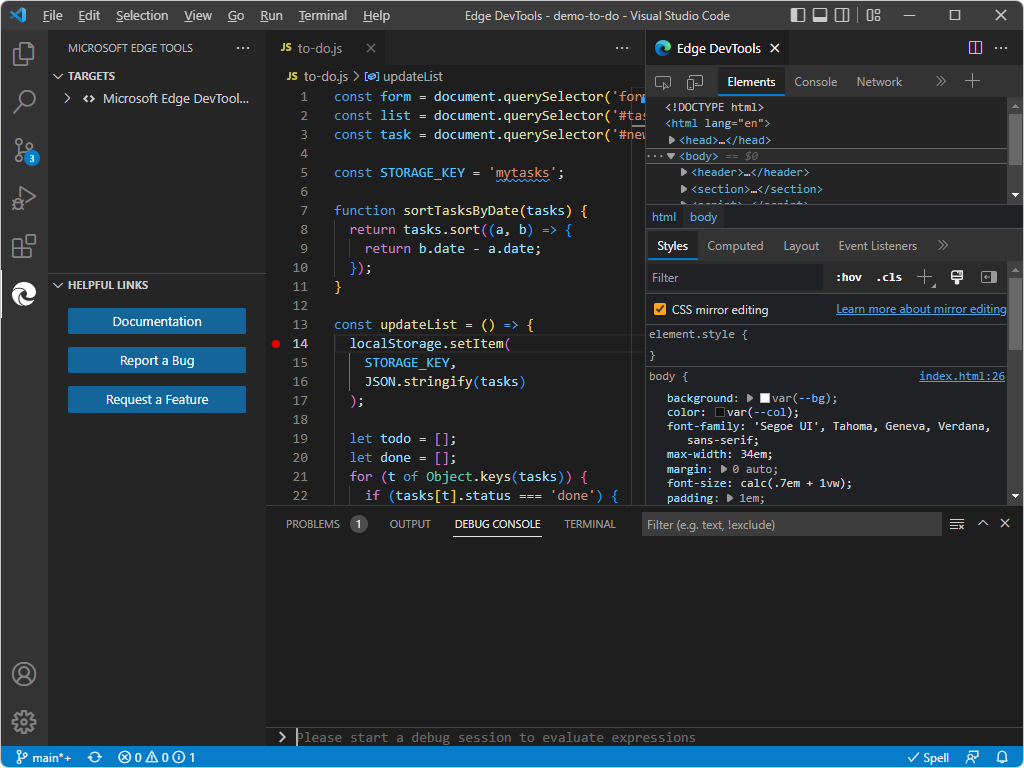 File Edit Selection View Go Run Terminal Help Edge DevTools - demo-to-do - Visual Studio Code
MICROSOFT EDGE TOOLS
TARGETS
Microsoft Edge DevTool...
3
HELPFUL LINKS
Documentation
Report a Bug
Request a Feature
JS to-do.js
JS to-do.js > updateList
1 const form = document.querySelector('for
2 const list = document.querySelector('#tas
3 const task = document.querySelector('#new
4
5 const STORAGE_KEY = 'mytasks';
6
7 function sortTasksByDate(tasks) {
8 return tasks.sort((a, b) => {
9 return b.date - a.date;
10 });
11 }
12
13 const updateList = () => {
14 localStorage.setItem(
15 STORAGE_KEY,
16 JSON.stringify(tasks)
17 );
18
19 let todo = [];
20 let done = [];
21 for (t of Object.keys(tasks)) {
22 if (tasks[t].status === 'done') {
Edge DevTools
Elements Console Network
<!DOCTYPE html>
<html lang="en">
<head>…</head>
<body> == $0
<header>…</header>
<section>…</section>
html body
Styles Computed Layout Event Listeners
Filter :hov .cls
CSS mirror editing Learn more about mirror editing
element.style {
}
body { index.html:26
background: var(--bg);
color: var(--col);
font-family: 'Segoe UI', Tahoma, Geneva, Verdana,
sans-serif;
max-width: 34em;
margin: 0 auto;
font-size: calc(.7em + 1vw);
padding: 1em;
PROBLEMS 1 OUTPUT DEBUG CONSOLE TERMINAL Filter (e.g. text, !exclude)
Please start a debug session to evaluate expressions
main*+ 0 0 1 Spell